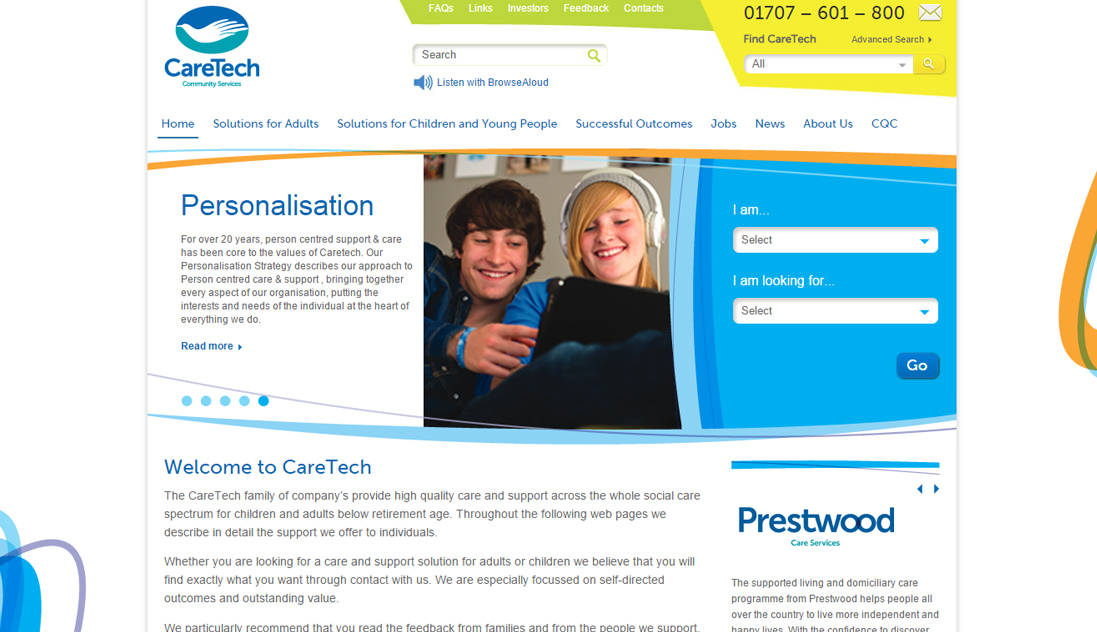 FAQs Links Investors Feedback Contacts
01707 – 601 – 800
CareTech
Community Services
Search
Listen with BrowseAloud
Find CareTech
Advanced Search
All
Home Solutions for Adults Solutions for Children and Young People Successful Outcomes Jobs News About Us CQC
Personalisation
For over 20 years, person centred support & care
has been core to the values of Caretech. Our
Personalisation Strategy describes our approach to
Person centred care & support , bringing together
every aspect of our organisation, putting the
interests and needs of the individual at the heart of
everything we do.
Read more
I am...
Select
I am looking for...
Select
Go
Welcome to CareTech
The CareTech family of company's provide high quality care and support across the whole social care
spectrum for children and adults below retirement age. Throughout the following web pages we
describe in detail the support we offer to individuals.
Whether you are looking for a care and support solution for adults or children we believe that you will
find exactly what you want through contact with us. We are especially focussed on self-directed
outcomes and outstanding value.
We particularly recommend that you read the feedback from families and from the people we support.
Prestwood
Care Services
The supported living and domiciliary care
programme from Prestwood helps people all
over the country to live more independent and
happy lives. With the confidence to discover